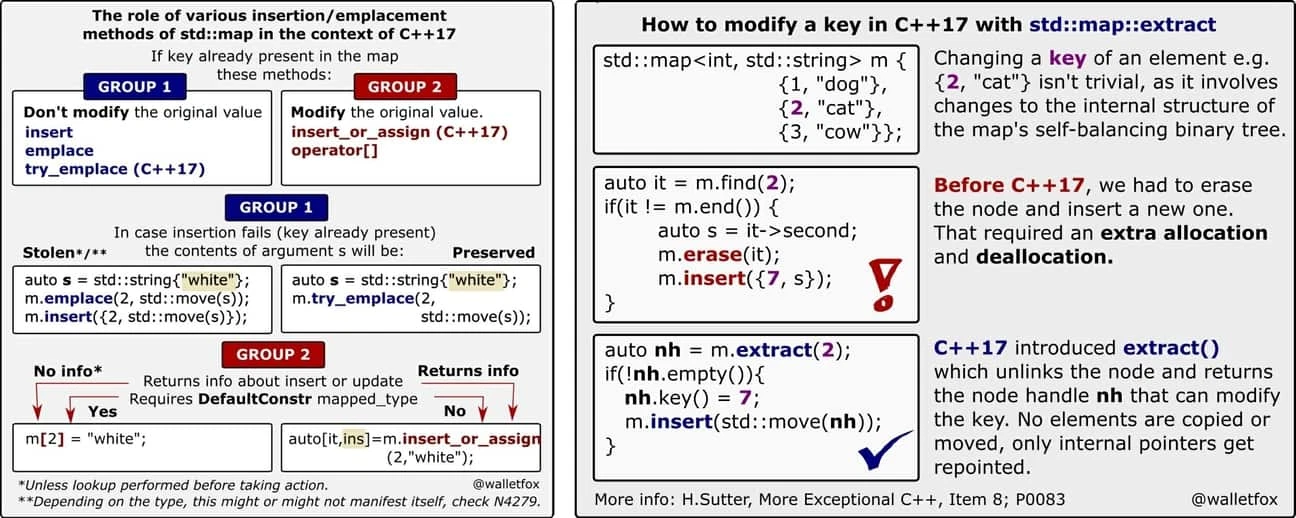 The role of various insertion/emplacement
methods of std::map in the context of C++17
If key already present in the map
these methods:
GROUP 1
Don't modify the original value
insert
emplace
try_emplace (C++17)
GROUP 2
Modify the original value.
insert_or_assign (C++17)
operator[]
GROUP 1
In case insertion fails (key already present)
the contents of argument s will be:
Stolen*/**
Preserved
auto s = std::string{"white"};
m.emplace(2, std::move(s));
m.insert({2, std::move(s)});
auto s = std::string{"white"};
m.try_emplace(2,
std::move(s));
GROUP 2
No info*
Returns info about insert or update
Returns info
Requires DefaultConstr mapped_type
Yes
No
m[2] = "white";
auto[it,ins]=m.insert_or_assign
(2,"white");
*Unless lookup performed before taking action.
@walletfox
**Depending on the type, this might or might not manifest itself, check N4279.
How to modify a key in C++17 with std::map::extract
std::map<int, std::string> m {
{1, "dog"},
{2, "cat"},
{3, "cow"}};
Changing a key of an element e.g.
{2, "cat"} isn't trivial, as it involves
changes to the internal structure of
the map's self-balancing binary tree.
auto it = m.find(2);
if(it != m.end()) {
auto s = it->second;
m.erase(it);
m.insert({7, s});
}
Before C++17, we had to erase
the node and insert a new one.
That required an extra allocation
and deallocation.
auto nh = m.extract(2);
if(!nh.empty()){
nh.key() = 7;
m.insert(std::move(nh));
}
C++17 introduced extract()
which unlinks the node and returns
the node handle nh that can modify
the key. No elements are copied or
moved, only internal pointers get
repointed.
More info: H.Sutter, More Exceptional C++, Item 8; P0083
@walletfox